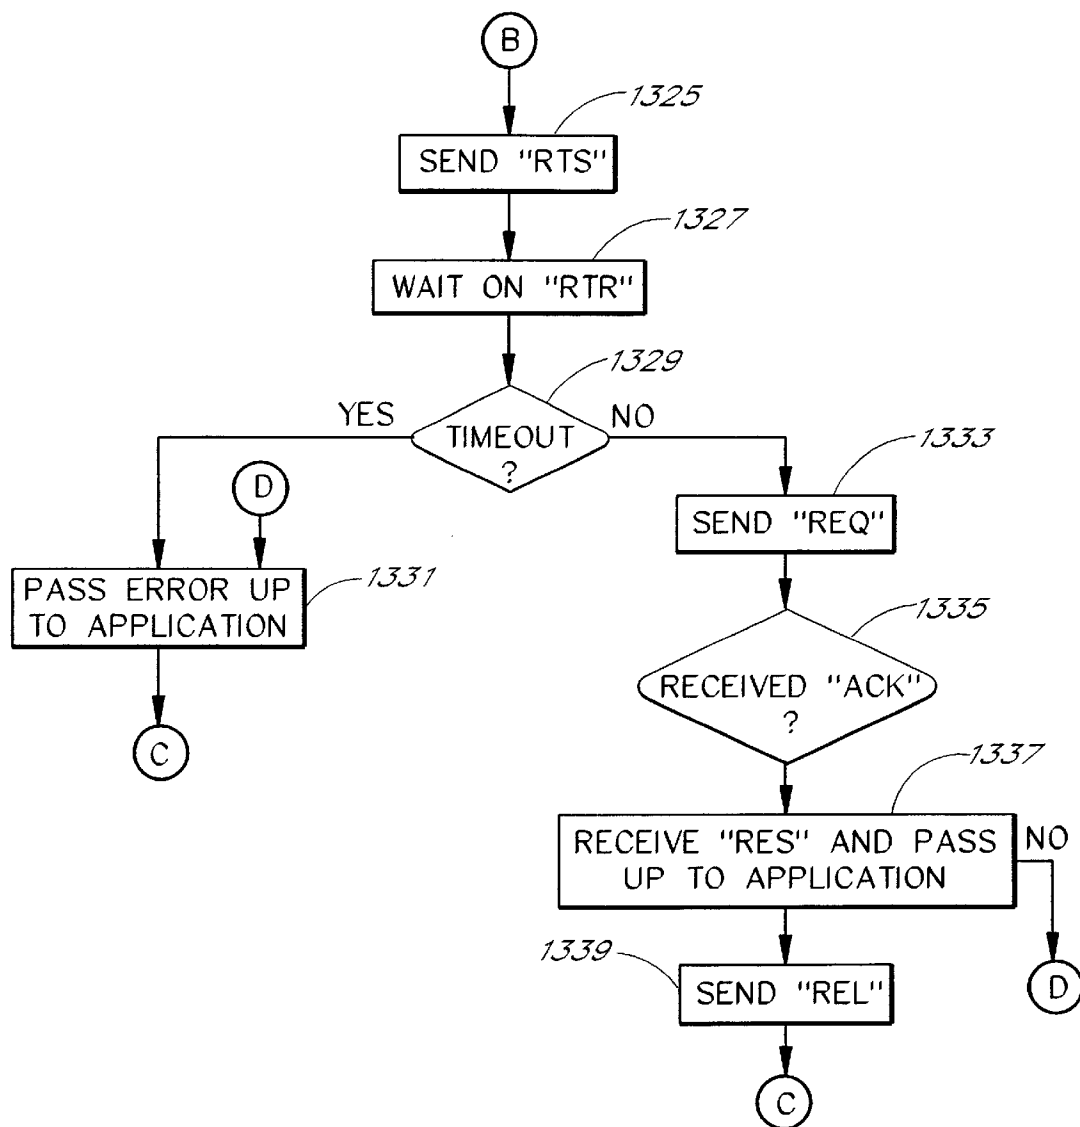 B
1325
SEND "RTS"
1327
WAIT ON "RTR"
1329
YES
TIMEOUT
?
NO
1333
D
SEND "REQ"
1331
PASS ERROR UP
TO APPLICATION
1335
RECEIVED "ACK"
?
C
1337
RECEIVE "RES" AND PASS
UP TO APPLICATION
NO
1339
SEND "REL"
D
C